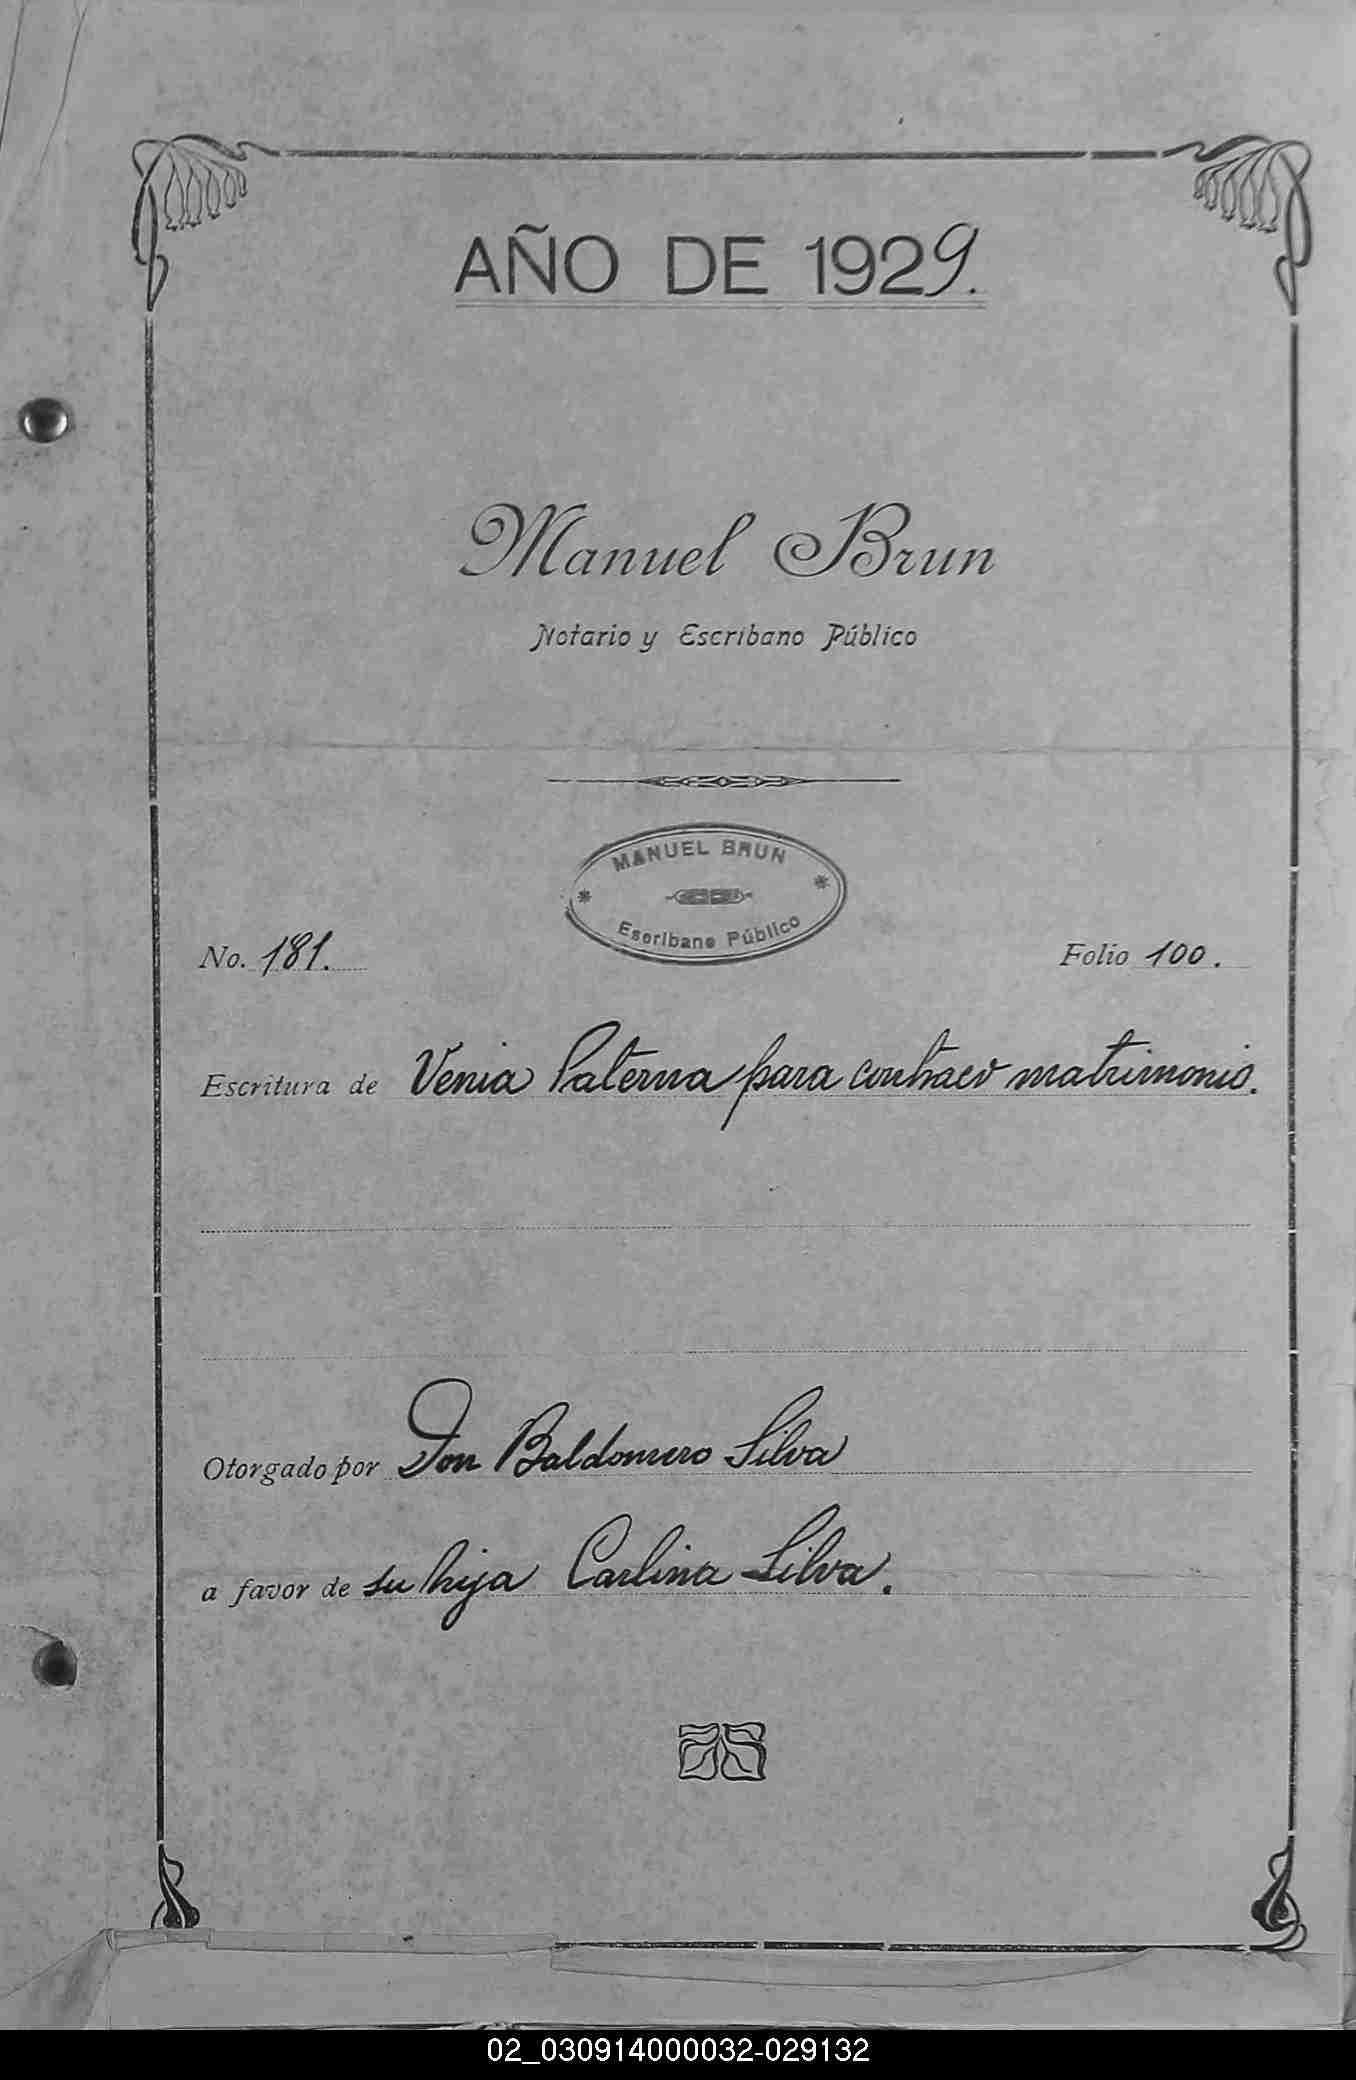 AÑO DE 1929.
Manuel Brun
Notario y Escribano Público
MANUEL BRUN
Escribano Público
No. 181.
Folio 100.
Escritura de Venia Paterna para contraer matrimonio.
Otorgado por Don Baldomero Silva
a favor de su hija Carlina Silva.
02_030914000032-029132